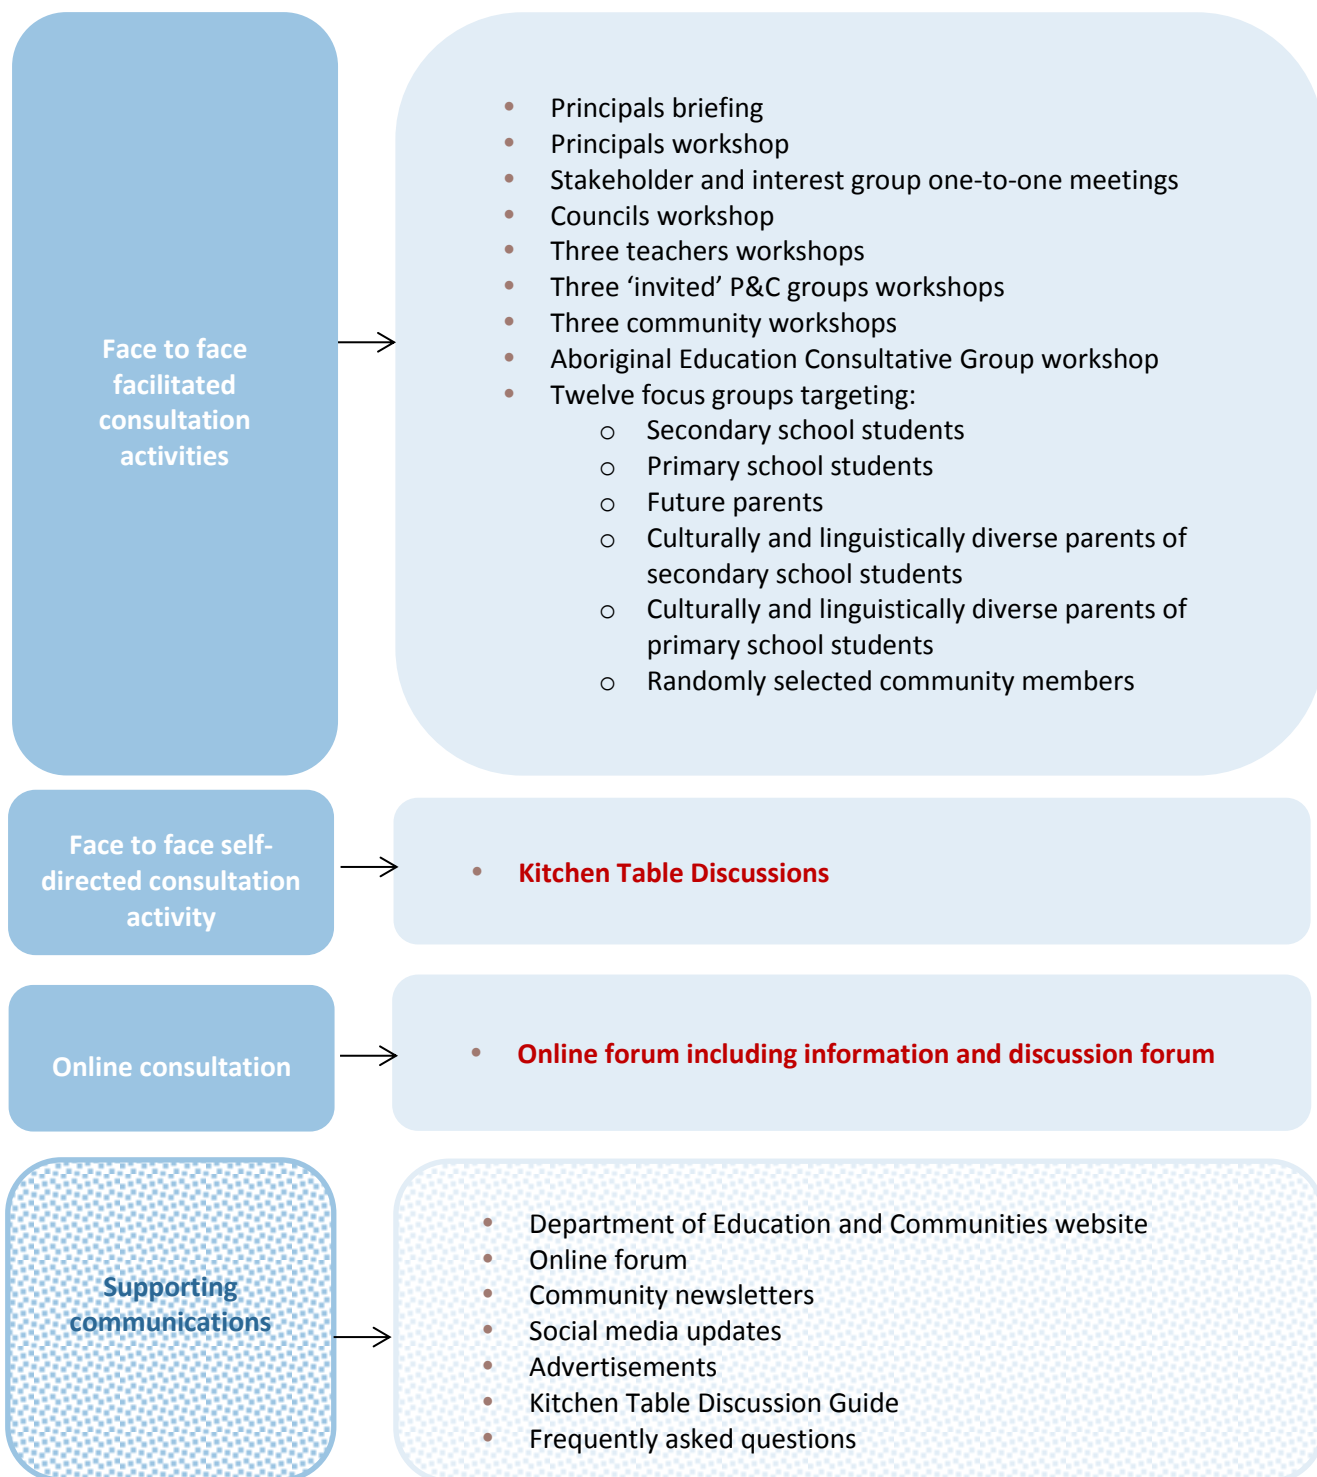 Face to face
facilitated
consultation
activities
• Principals briefing
• Principals workshop
• Stakeholder and interest group one-to-one meetings
• Councils workshop
• Three teachers workshops
• Three ‘invited’ P&C groups workshops
• Three community workshops
• Aboriginal Education Consultative Group workshop
• Twelve focus groups targeting:
o Secondary school students
o Primary school students
o Future parents
o Culturally and linguistically diverse parents of
secondary school students
o Culturally and linguistically diverse parents of
primary school students
o Randomly selected community members
Face to face self-
directed consultation
activity
• Kitchen Table Discussions
Online consultation
• Online forum including information and discussion forum
Supporting
communications
• Department of Education and Communities website
• Online forum
• Community newsletters
• Social media updates
• Advertisements
• Kitchen Table Discussion Guide
• Frequently asked questions